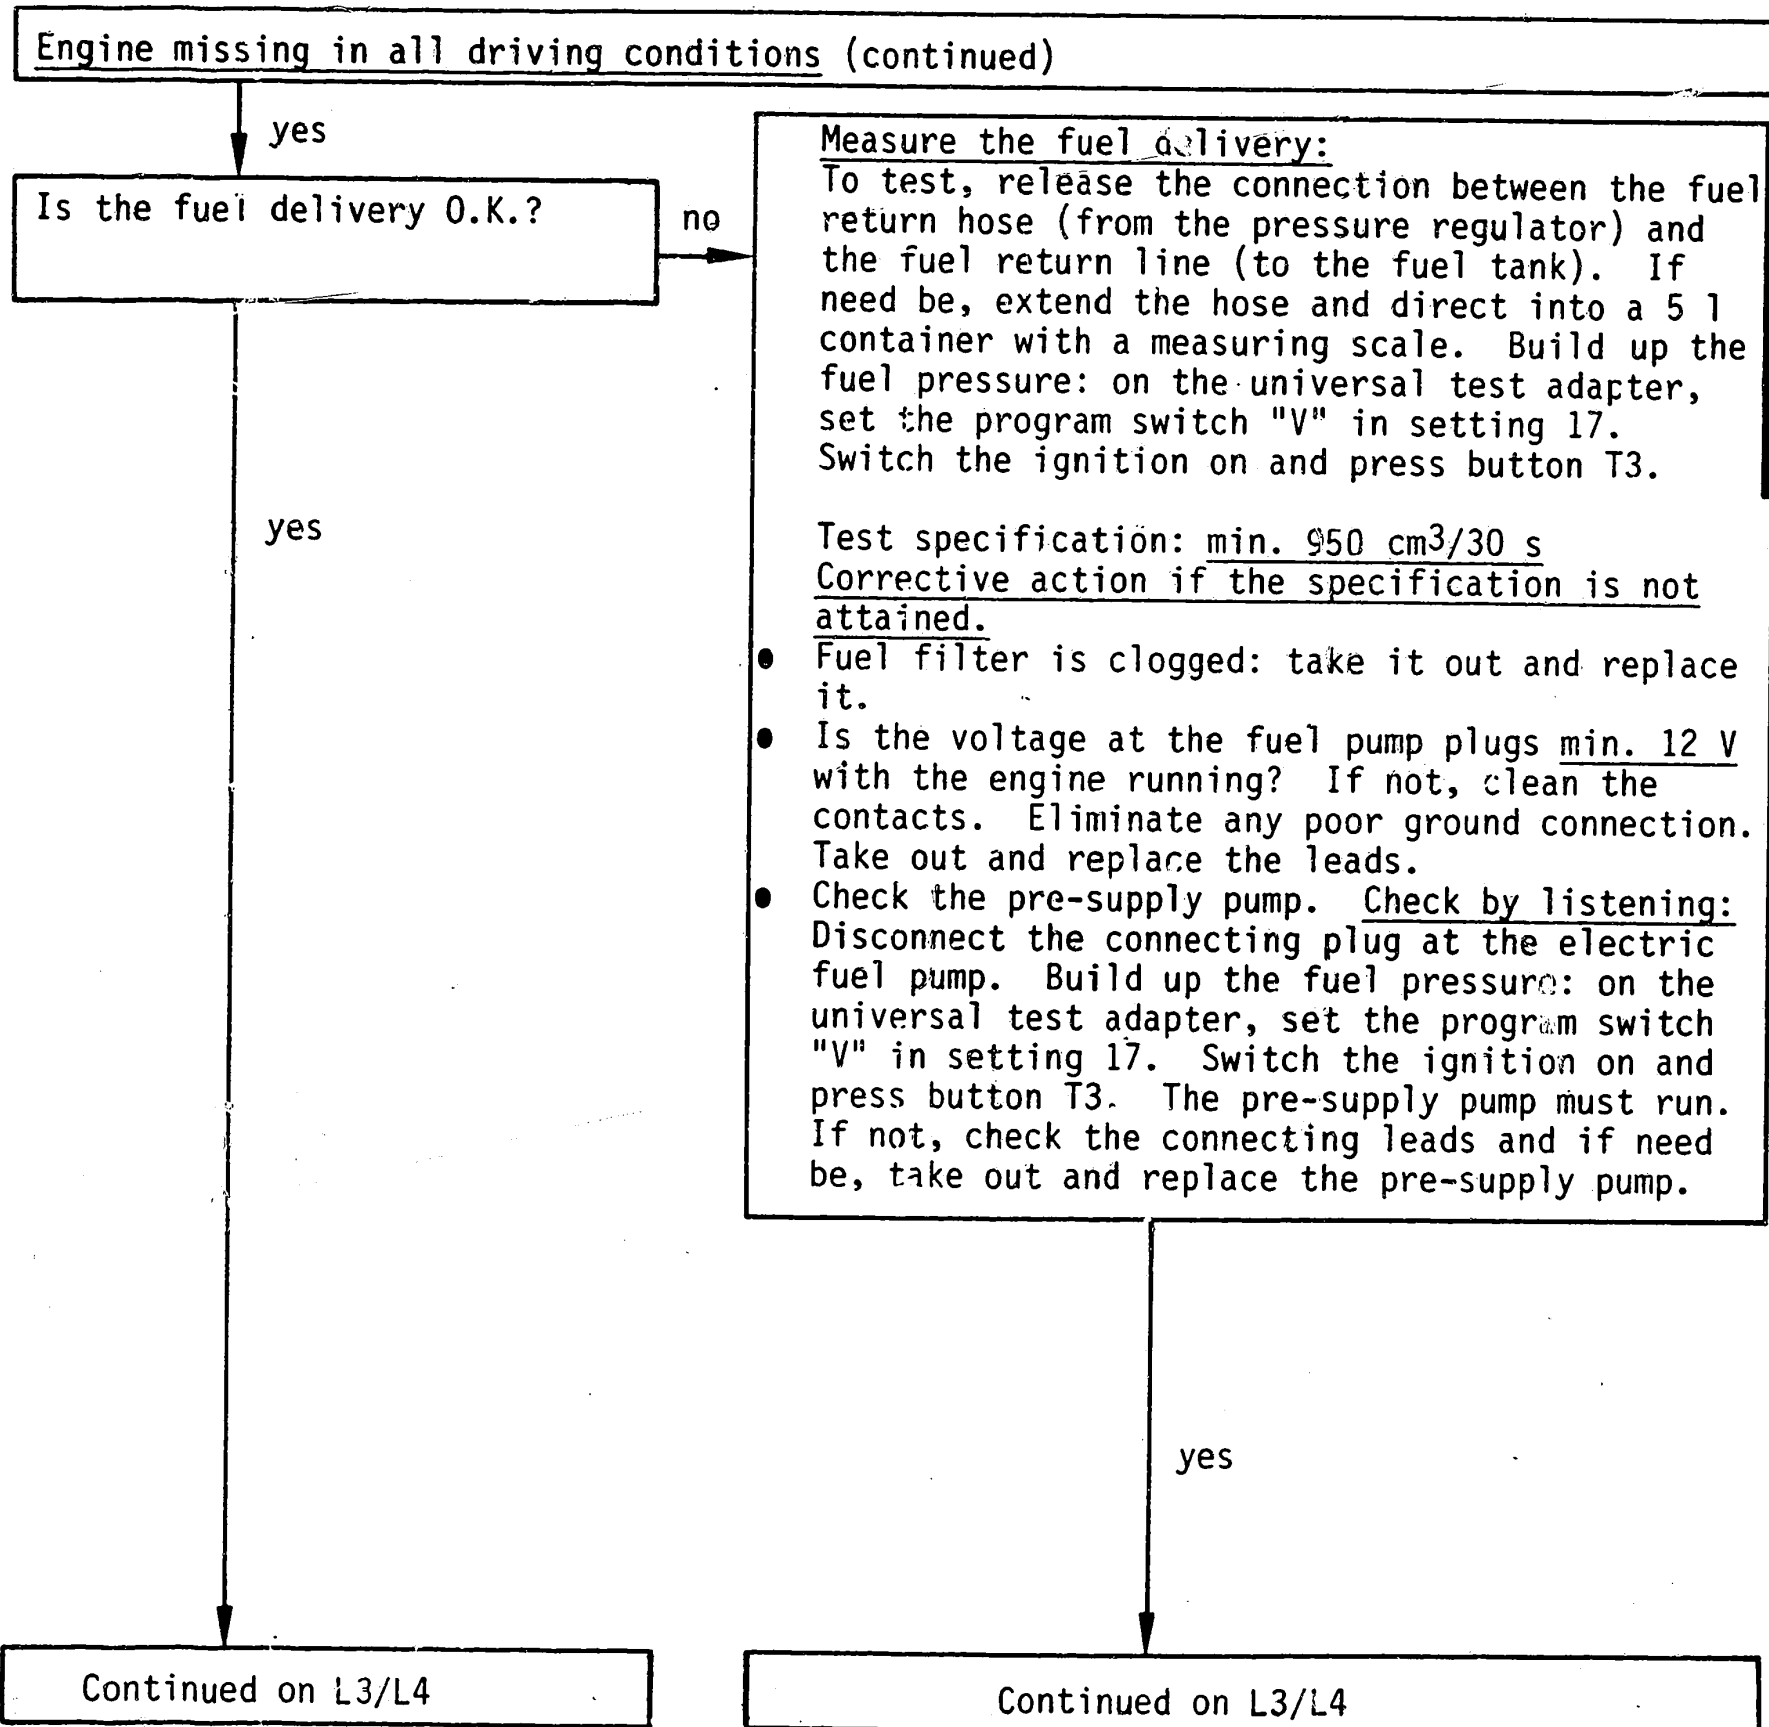 Engine missing in all driving conditions (continued)
yes
Is the fuel delivery O.K.?
no
yes
Measure the fuel delivery:
To test, release the connection between the fuel
return hose (from the pressure regulator) and
the fuel return line (to the fuel tank). If
need be, extend the hose and direct into a 5 l
container with a measuring scale. Build up the
fuel pressure: on the universal test adapter,
set the program switch "V" in setting 17.
Switch the ignition on and press button T3.
Test specification: min. 950 cm3/30 s
Corrective action if the specification is not
attained.
● Fuel filter is clogged: take it out and replace
it.
● Is the voltage at the fuel pump plugs min. 12 V
with the engine running? If not, clean the
contacts. Eliminate any poor ground connection.
Take out and replace the leads.
● Check the pre-supply pump. Check by listening:
Disconnect the connecting plug at the electric
fuel pump. Build up the fuel pressure: on the
universal test adapter, set the program switch
"V" in setting 17. Switch the ignition on and
press button T3. The pre-supply pump must run.
If not, check the connecting leads and if need
be, take out and replace the pre-supply pump.
yes
Continued on L3/L4
Continued on L3/L4